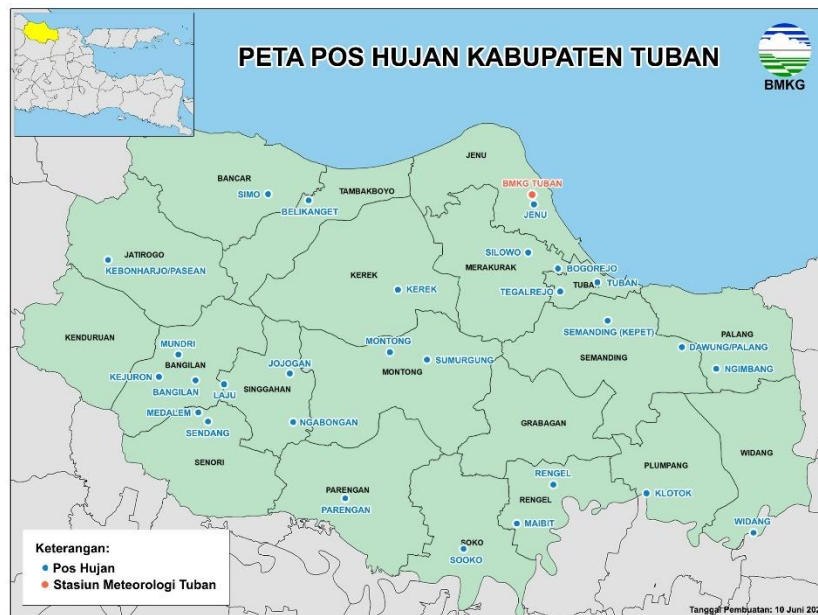 PETA POS HUJAN KABUPATEN TUBAN
BMKG
JENU
BANCAR
BMKG TUBAN
SIMO
TAMBAKBOYO
BELIKANGET
JENU
JATIROGO
SILOWO
KEBONHARJO/PASEAN
MERAKURAK
BOGOREJO
KEREK
TUBAN
TUBAN
KEREK
TEGALREJO
PALANG
KENDURUAN
SEMANDING (KEPET)
MUNDRI
MONTONG
DAWUNG/PALANG
SEMANDING
BANGILAN
JOJOGAN
SUMURGUNG
NGIMBANG
KEJURON
MONTONG
SINGGAHAN
BANGILAN
LAJU
MEDALEM
GRABAGAN
SENDANG
NGABONGAN
WIDANG
SENORI
RENGEL
PLUMPANG
PARENGAN
RENGEL
KLOTOK
PARENGAN
MAIBIT
WIDANG
SOKO
SOOKO
Keterangan:
Pos Hujan
Stasiun Meteorologi Tuban
Tanggal Pembuatan: 10 Juni